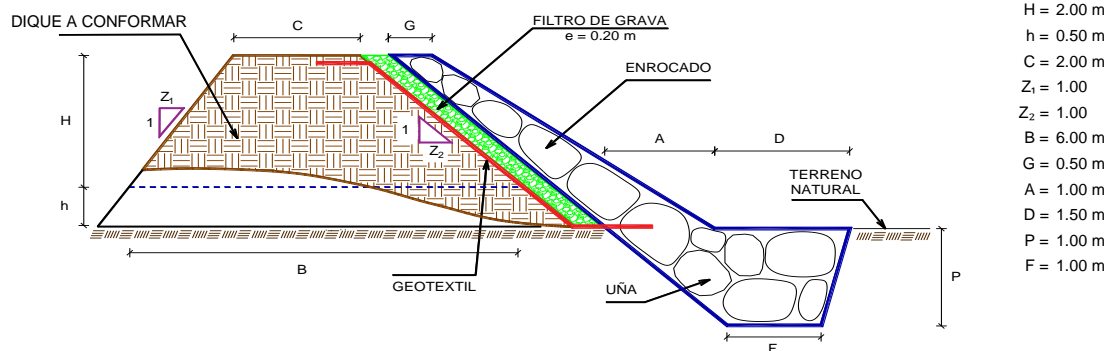 DIQUE A CONFORMAR
C
G
FILTRO DE GRAVA
e = 0.20 m
ENROCADO
H
Z₁
1
1
Z₂
A
D
TERRENO
NATURAL
h
B
GEOTEXTIL
UÑA
P
F
H = 2.00 m
h = 0.50 m
C = 2.00 m
Z₁ = 1.00
Z₂ = 1.00
B = 6.00 m
G = 0.50 m
A = 1.00 m
D = 1.50 m
P = 1.00 m
F = 1.00 m